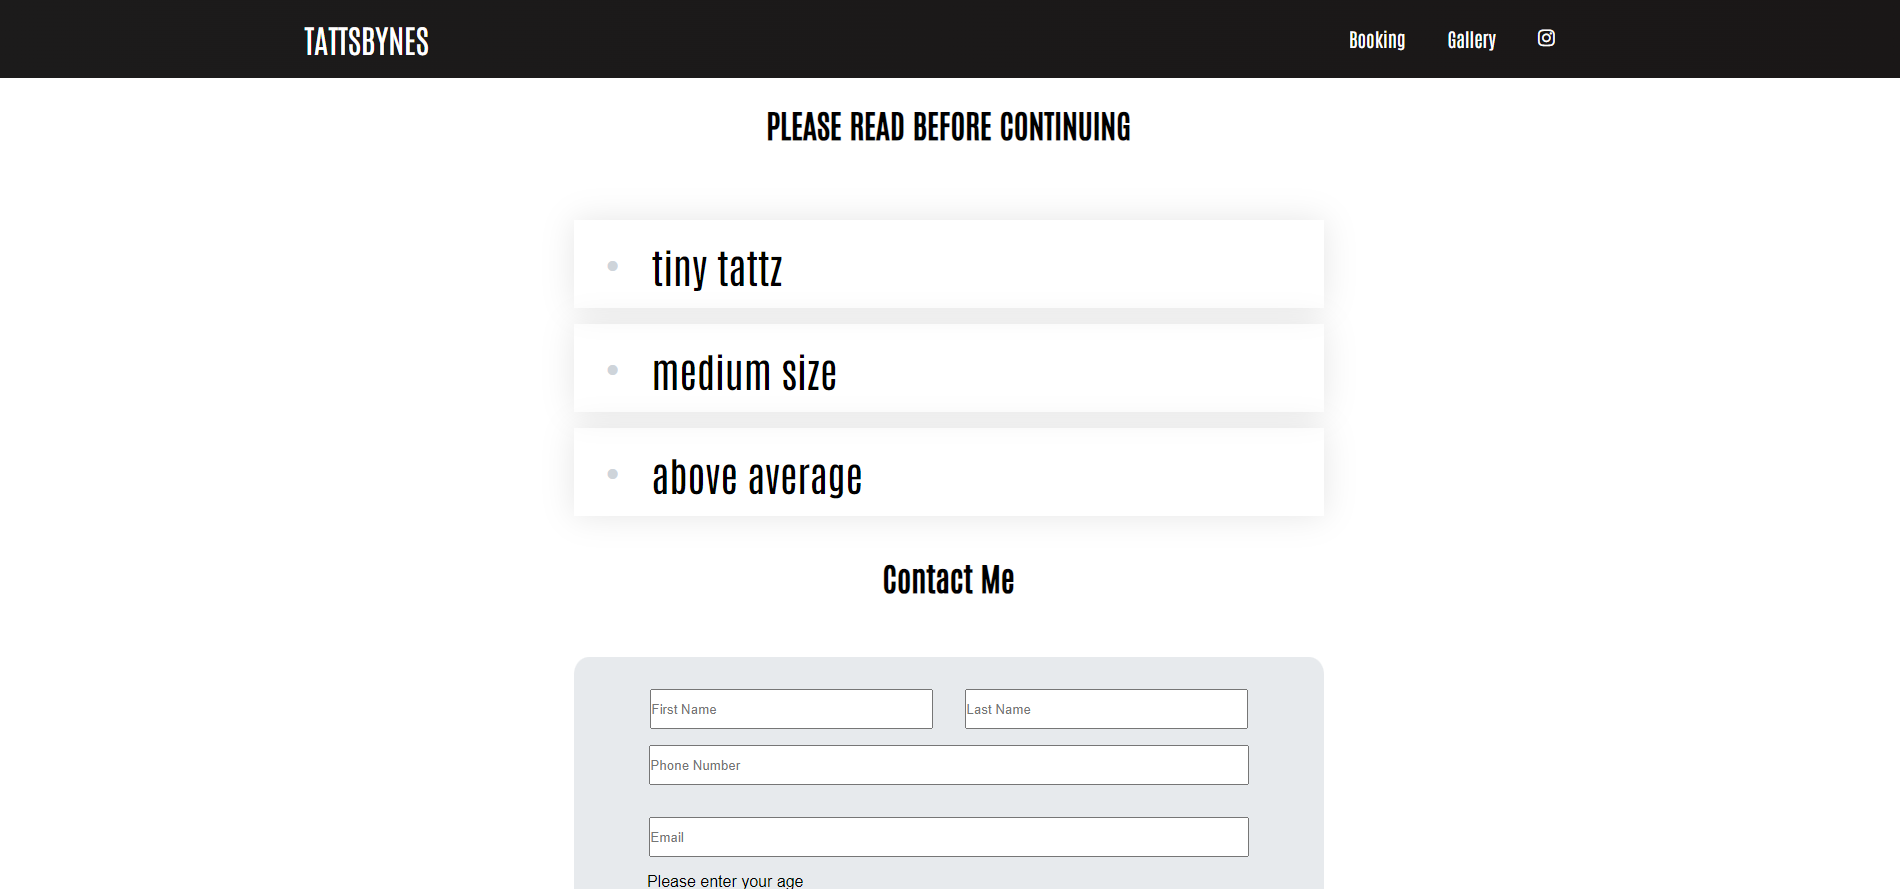 TATTSBYNES
Booking Gallery
PLEASE READ BEFORE CONTINUING
tiny tattz
medium size
above average
Contact Me
First Name Last Name
Phone Number
Email
Please enter your age